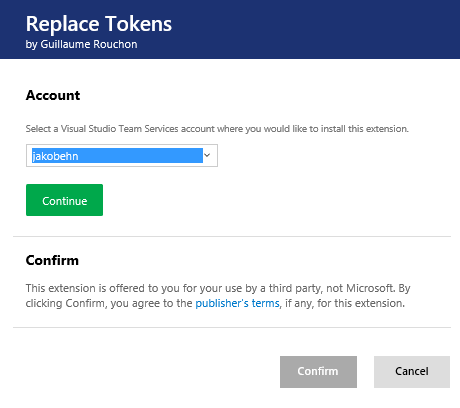 Replace Tokens
by Guillaume Rouchon
Account
Select a Visual Studio Team Services account where you would like to install this extension.
jakobehn
Continue
Confirm
This extension is offered to you for your use by a third party, not Microsoft. By
clicking Confirm, you agree to the publisher's terms, if any, for this extension.
Confirm Cancel